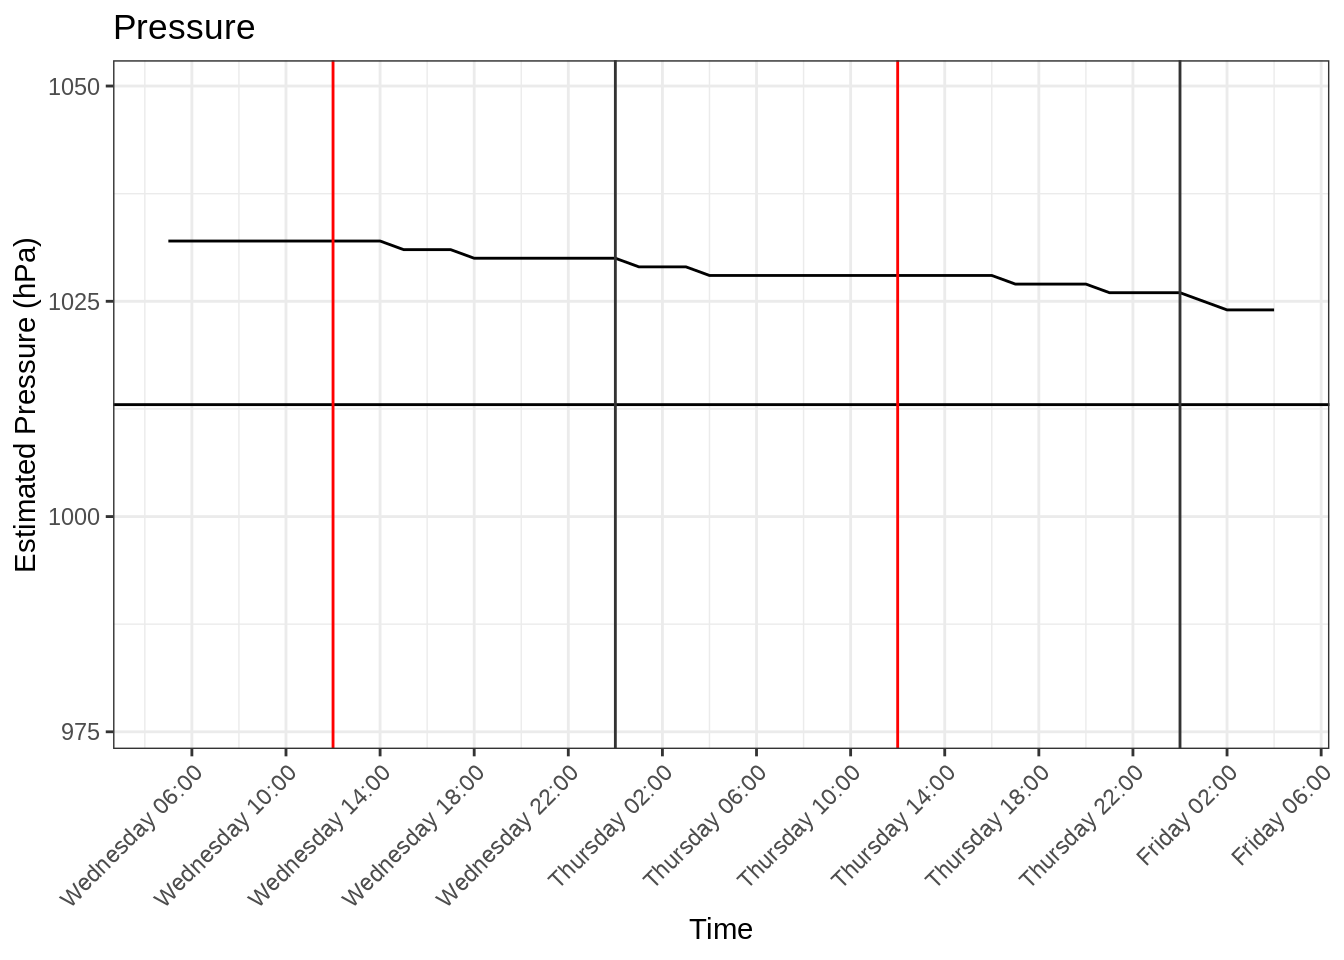 Pressure
Estimated Pressure (hPa)
1050
1025
1000
975
Wednesday 06:00
Wednesday 10:00
Wednesday 14:00
Wednesday 18:00
Wednesday 22:00
Thursday 02:00
Thursday 06:00
Thursday 10:00
Thursday 14:00
Thursday 18:00
Thursday 22:00
Friday 02:00
Friday 06:00
Time